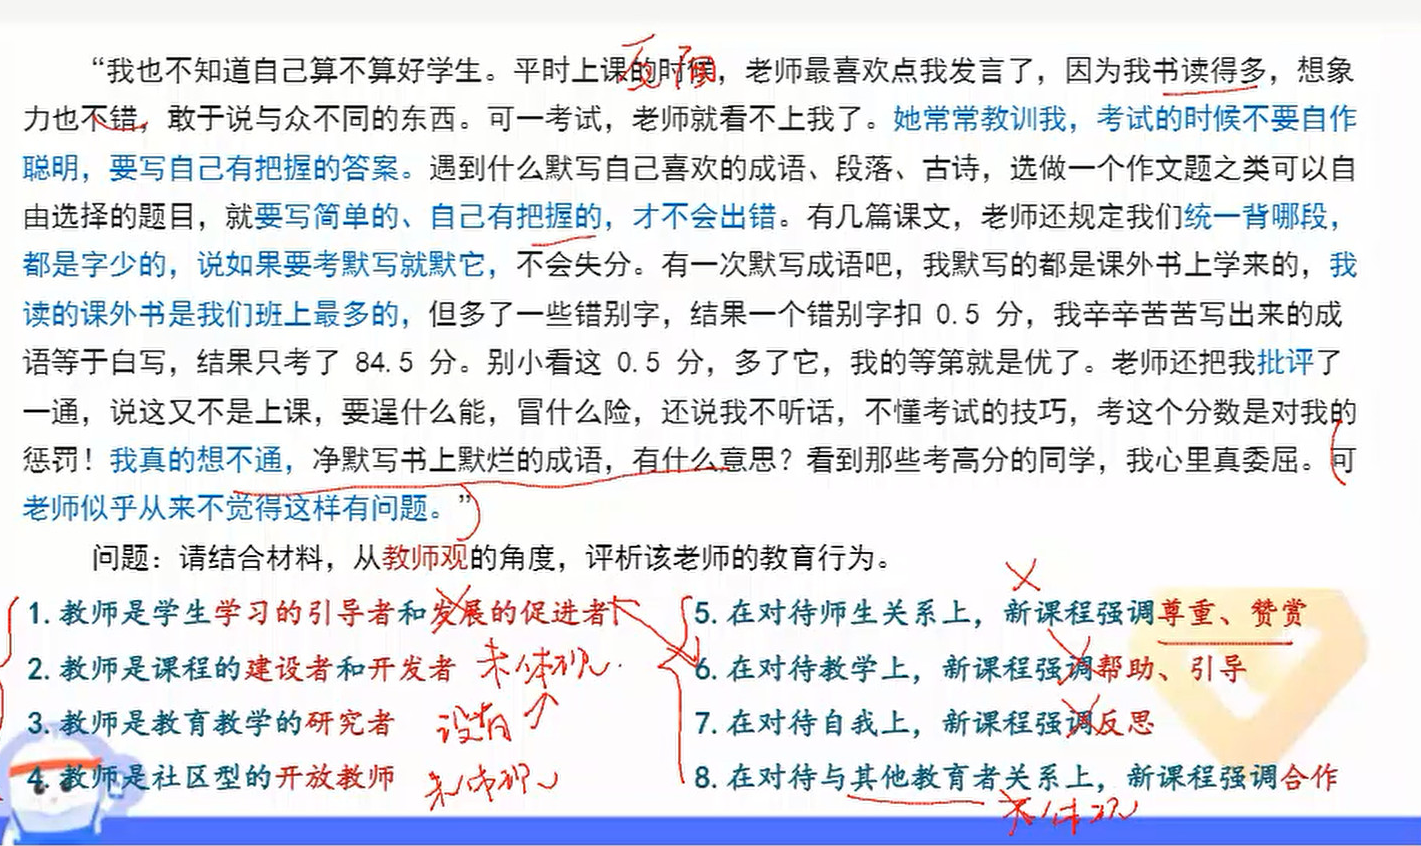 “我也不知道自己算不算好学生。平时上课的时候，老师最喜欢点我发言了，因为我书读得多，想象
力也不错，敢于说与众不同的东西。可一考试，老师就看不上我了。她常常教训我，考试的时候不要自作
聪明，要写自己有把握的答案。遇到什么默写自己喜欢的成语、段落、古诗，选做一个作文题之类可以自
由选择的题目，就要写简单的、自己有把握的，才不会出错。有几篇课文，老师还规定我们统一背哪段，
都是字少的，说如果要考默写就默它，不会失分。有一次默写成语吧，我默写的都是课外书上学来的，我
读的课外书是我们班上最多的，但多了一些错别字，结果一个错别字扣 0.5 分，我辛辛苦苦写出来的成
语等于白写，结果只考了 84.5 分。别小看这 0.5 分，多了它，我的等第就是优了。老师还把我批评了
一通，说这又不是上课，要逞什么能，冒什么险，还说我不听话，不懂考试的技巧，考这个分数是对我的
惩罚！我真的想不通，净默写书上默烂的成语，有什么意思？看到那些考高分的同学，我心里真委屈。可
老师似乎从来不觉得这样有问题。”
问题：请结合材料，从教师观的角度，评析该老师的教育行为。
1. 教师是学生学习的引导者和发展的促进者
2. 教师是课程的建设者和开发者 未体现
3. 教师是教育教学的研究者 没有
4. 教师是社区型的开放教师 未体现
5. 在对待师生关系上，新课程强调尊重、赞赏
6. 在对待教学上，新课程强调帮助、引导
7. 在对待自我上，新课程强调反思
8. 在对待与其他教育者关系上，新课程强调合作
未体现